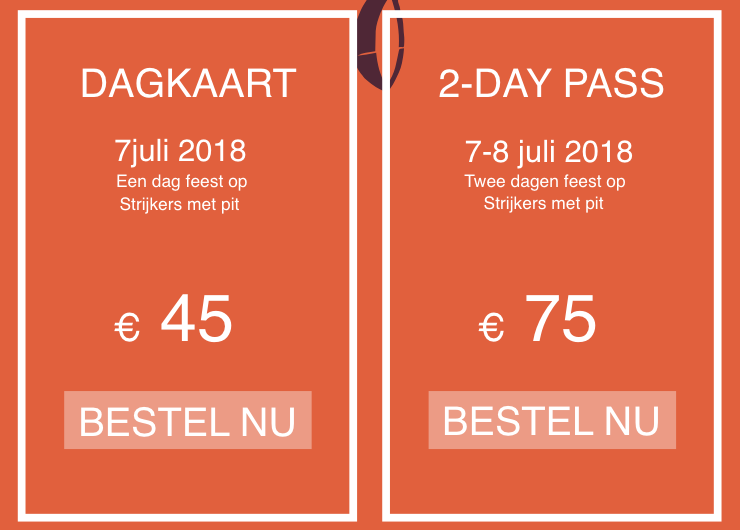 DAGKAART
7juli 2018
Een dag feest op
Strijkers met pit
€ 45
BESTEL NU
2-DAY PASS
7-8 juli 2018
Twee dagen feest op
Strijkers met pit
€ 75
BESTEL NU